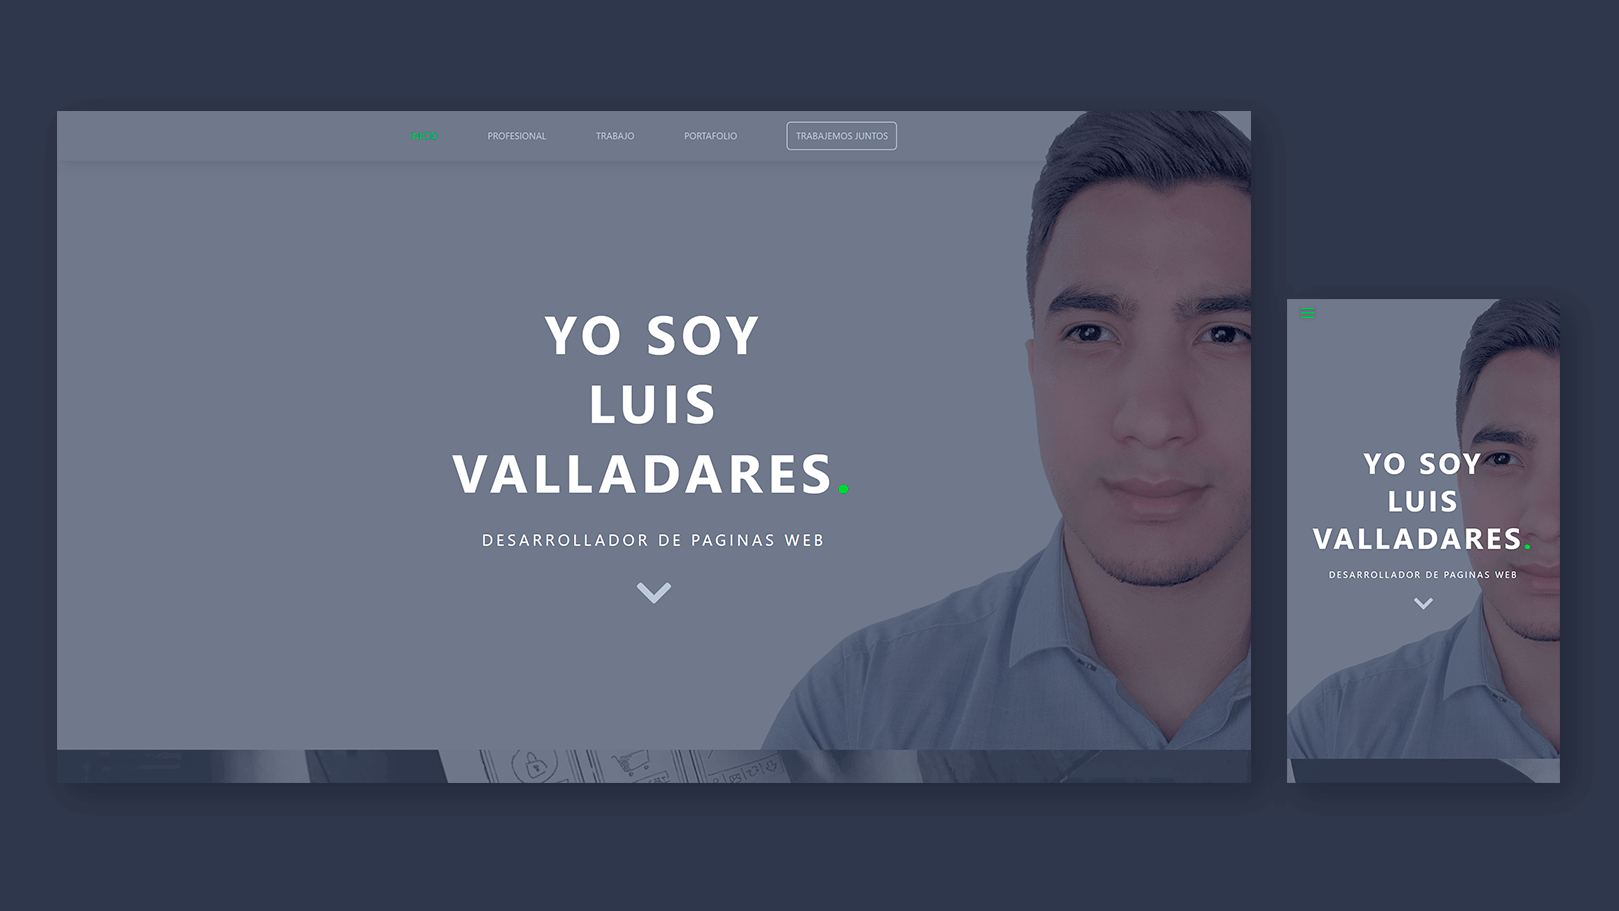 INICIO PROFESIONAL TRABAJO PORTAFOLIO TRABAJEMOS JUNTOS
YO SOY
LUIS
VALLADARES.
DESARROLLADOR DE PAGINAS WEB
YO SOY
LUIS
VALLADARES.
DESARROLLADOR DE PAGINAS WEB